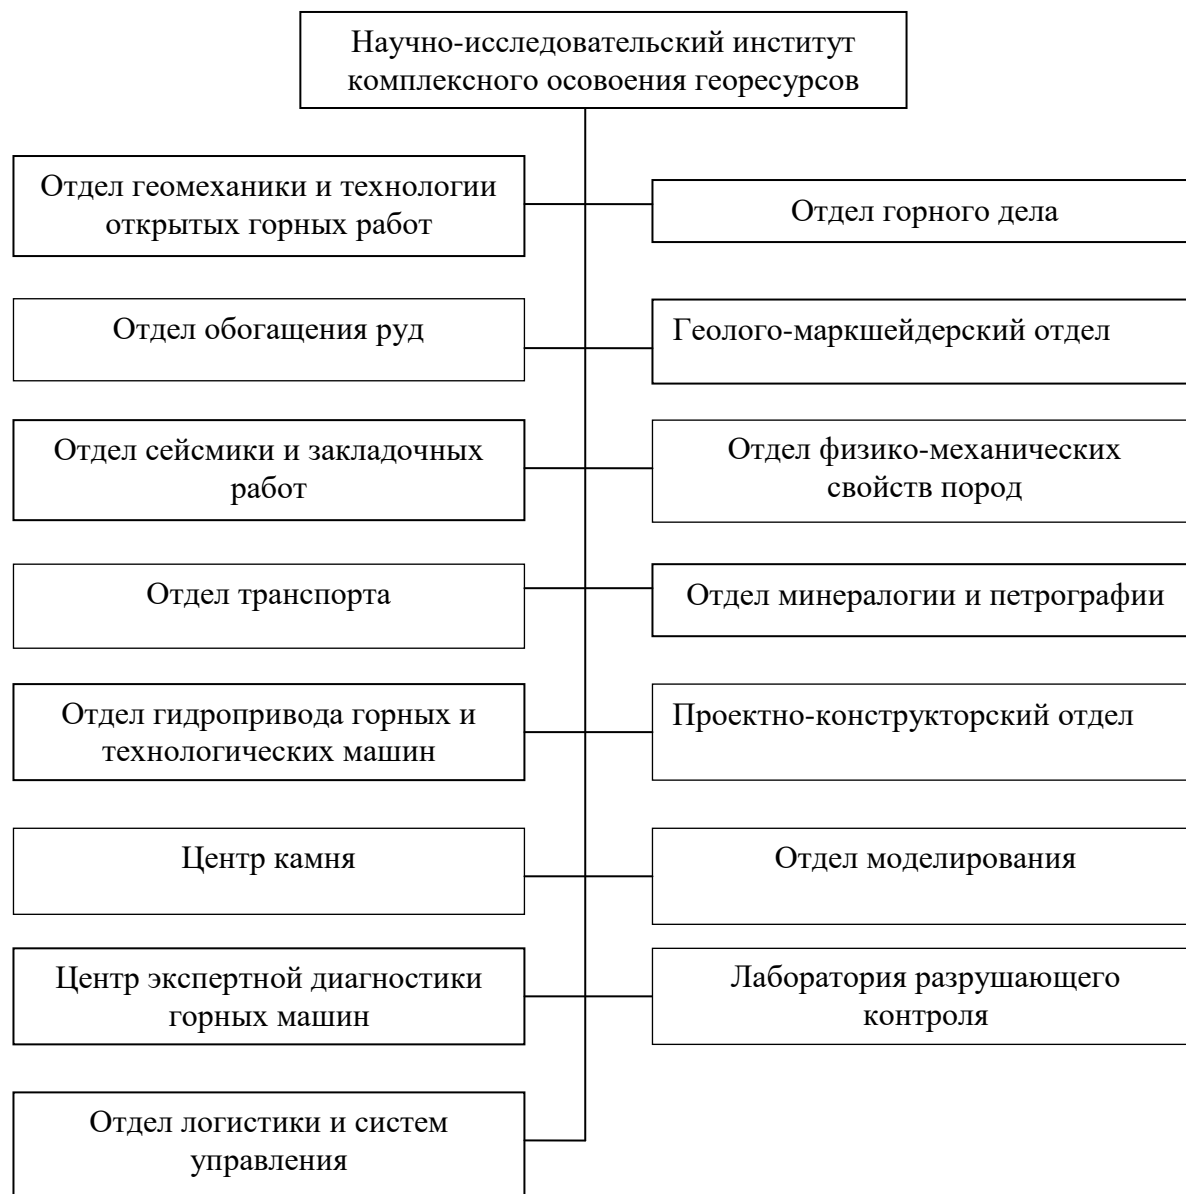 Научно-исследовательский институт
комплексного осовоения георесурсов
Отдел геомеханики и технологии
открытых горных работ
Отдел горного дела
Отдел обогащения руд
Геолого-маркшейдерский отдел
Отдел сейсмики и закладочных
работ
Отдел физико-механических
свойств пород
Отдел транспорта
Отдел минералогии и петрографии
Отдел гидропривода горных и
технологических машин
Проектно-конструкторский отдел
Центр камня
Отдел моделирования
Центр экспертной диагностики
горных машин
Лаборатория разрушающего
контроля
Отдел логистики и систем
управления